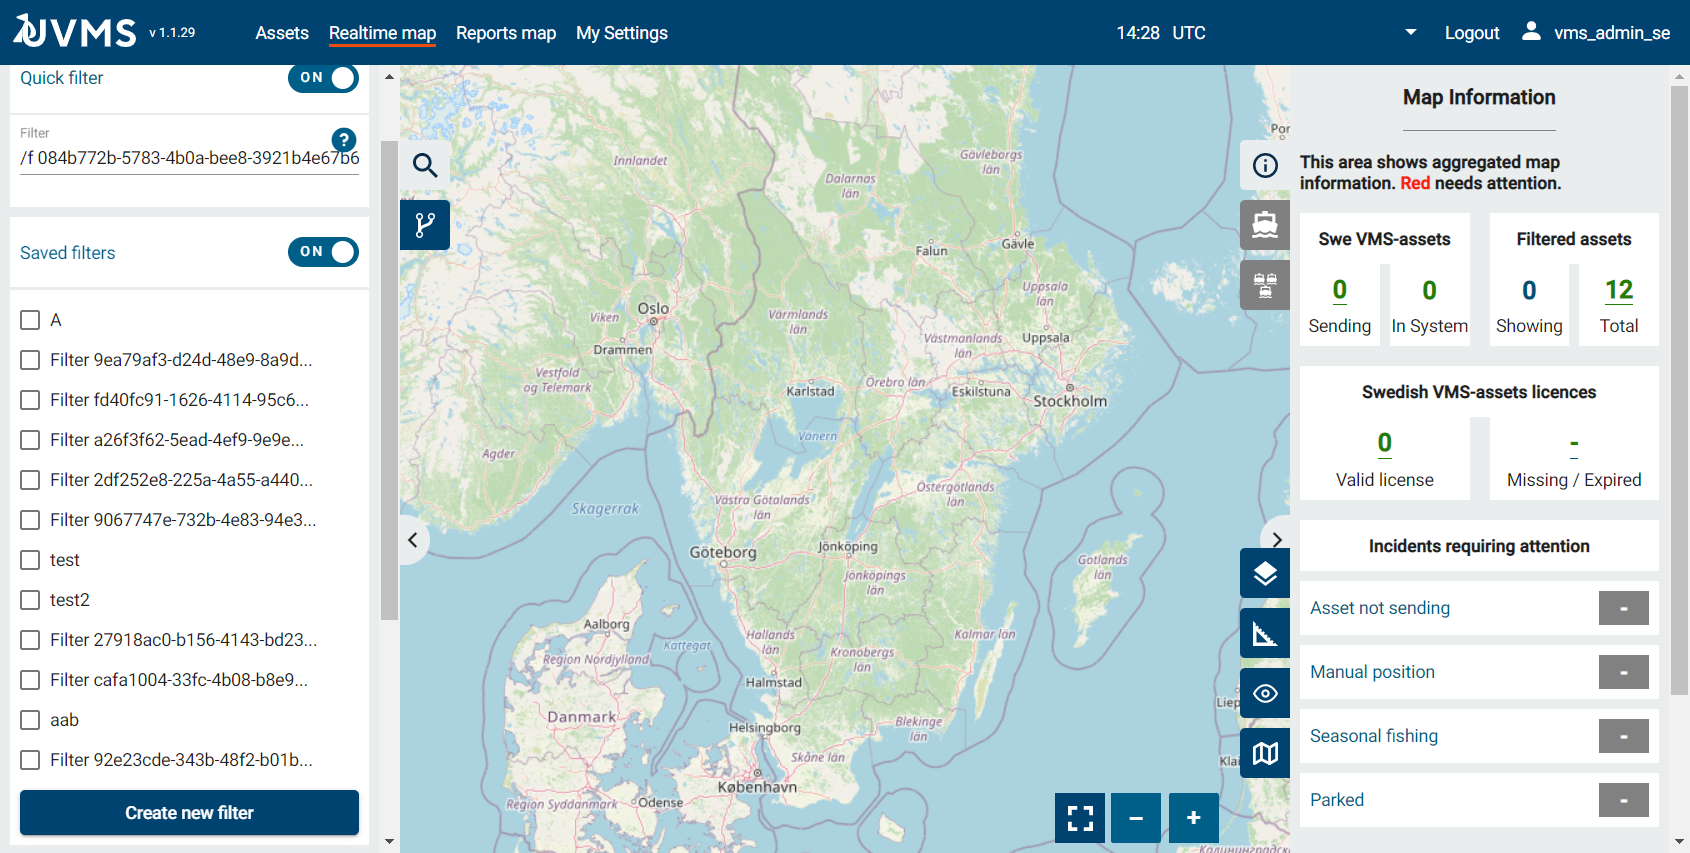 UVMS v 1.1.29
Assets Realtime map Reports map My Settings
14:28 UTC
Logout vms_admin_se
Quick filter
ON
Filter
?
/f 084b772b-5783-4b0a-bee8-3921b4e67b6
Saved filters
ON
A
Filter 9ea79af3-d24d-48e9-8a9d...
Filter fd40fc91-1626-4114-95c6...
Filter a26f3f62-5ead-4ef9-9e9e...
Filter 2df252e8-225a-4a55-a440...
Filter 9067747e-732b-4e83-94e3...
test
test2
Filter 27918ac0-b156-4143-bd23...
Filter cafa1004-33fc-4b08-b8e9...
aab
Filter 92e23cde-343b-48f2-b01b...
Create new filter
Innlandet
Dalarnas
län
Gävleborgs
län
Falun
Gävle
Oslo
Viken
Drammen
Vestfold
og Telemark
Värmlands
län
Uppsala
län
Västmanlands
län
Uppsala
Karlstad
Örebro län
Eskilstuna
Stockholm
Vänern
Agder
Östergötlands
län
Västra Götalands
län
Skagerrak
Göteborg
Jönköping
Jönköpings
län
Gotlands
län
Aalborg
Region Nordjylland
Kattegat
Hallands
län
Kronobergs
län
Kalmar län
Halmstad
Danmark
Helsingborg
Blekinge
län
Skåne län
København
Region Syddanmark
Odense
Por
Liep
Klai
Калининградская
− +
Map Information
This area shows aggregated map
information. Red needs attention.
Swe VMS-assets
0
Sending
0
In System
Filtered assets
0
Showing
12
Total
Swedish VMS-assets licences
0
Valid license
-
Missing / Expired
Incidents requiring attention
Asset not sending -
Manual position -
Seasonal fishing -
Parked -